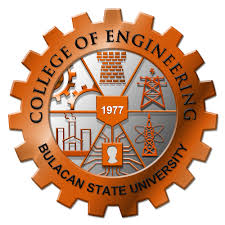 COLLEGE OF ENGINEERING
1977
BULACAN STATE UNIVERSITY